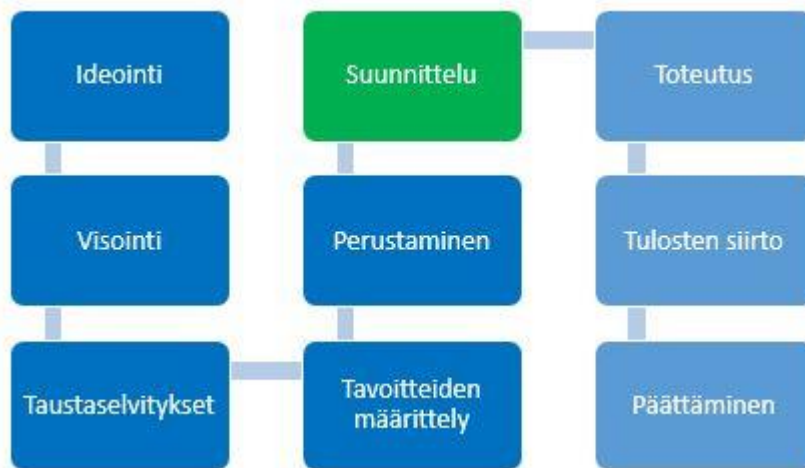 Ideointi
Visointi
Taustaselvitykset
Tavoitteiden
määrittely
Perustaminen
Suunnittelu
Toteutus
Tulosten siirto
Päättäminen